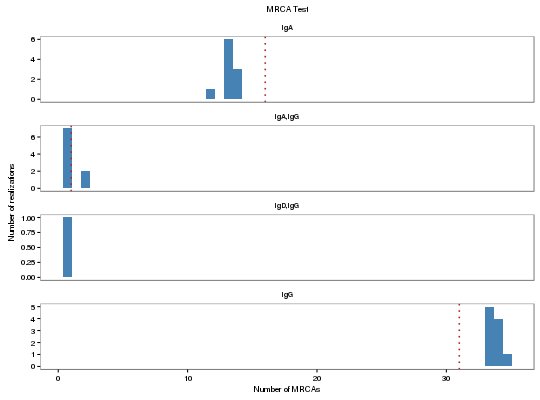 MRCA Test
IgA
6
4
2
0
IgA,IgG
6
4
2
0
IgD,IgG
1.00
0.75
0.50
0.25
0.00
IgG
5
4
3
2
1
0
0 10 20 30
Number of MRCAs
Number of realizations